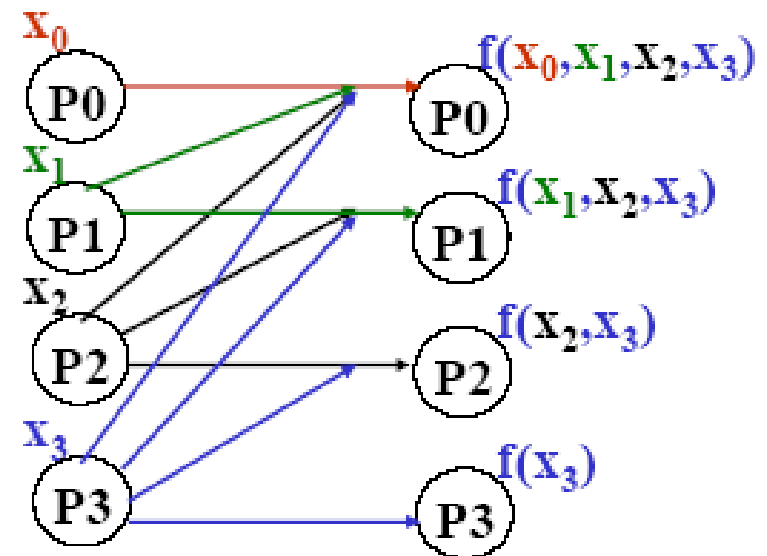 x₀
P0
f(x₀,x₁,x₂,x₃)
P0
x₁
P1
f(x₁,x₂,x₃)
P1
x₂
P2
f(x₂,x₃)
P2
x₃
P3
f(x₃)
P3